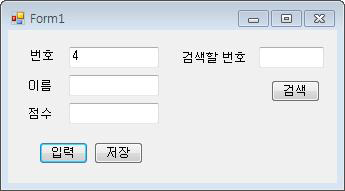 Form1
번호 4 검색할 번호
이름
검색
점수
입력 저장